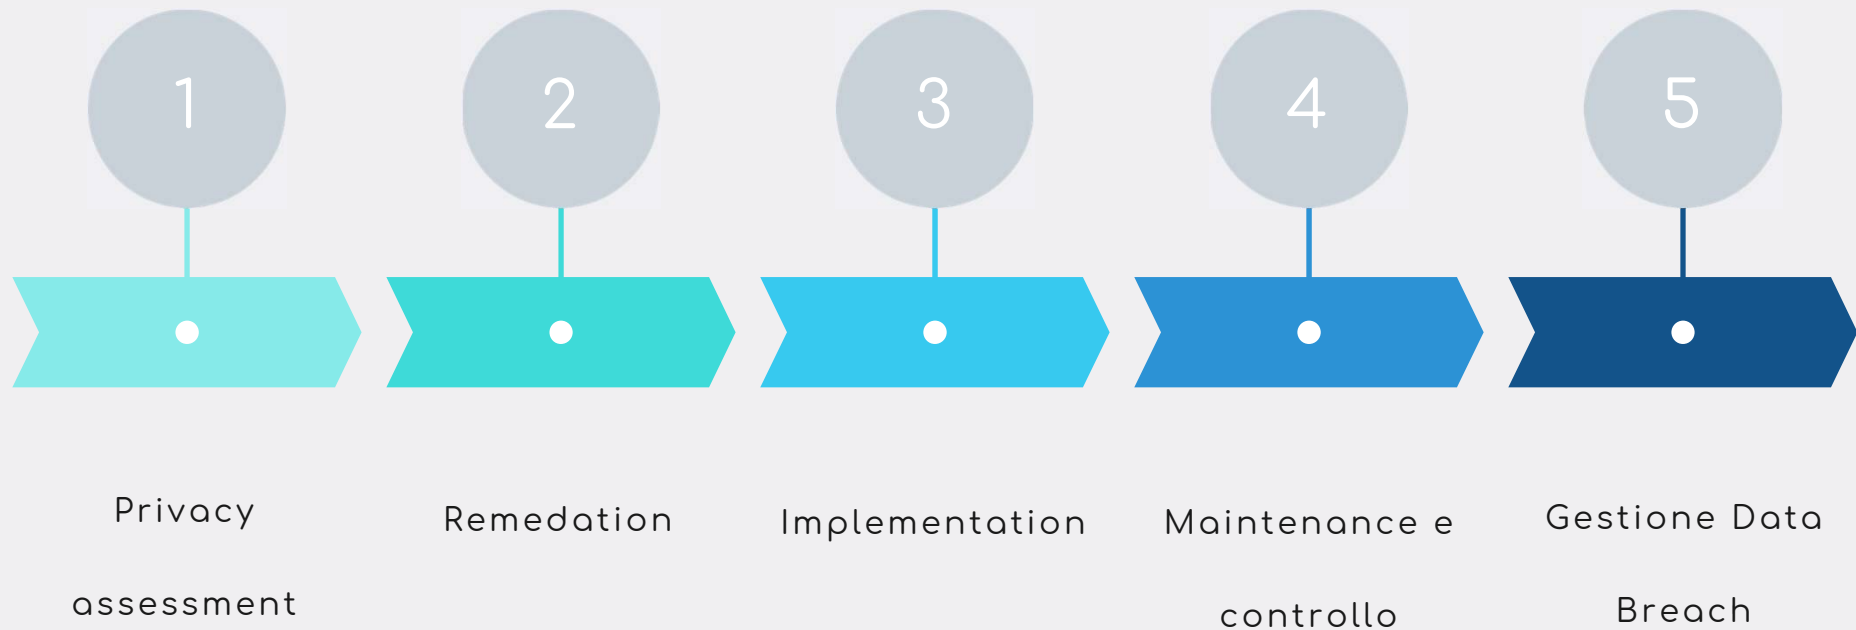 1
2
3
4
5
Privacy
assessment
Remedation
Implementation
Maintenance e
controllo
Gestione Data
Breach